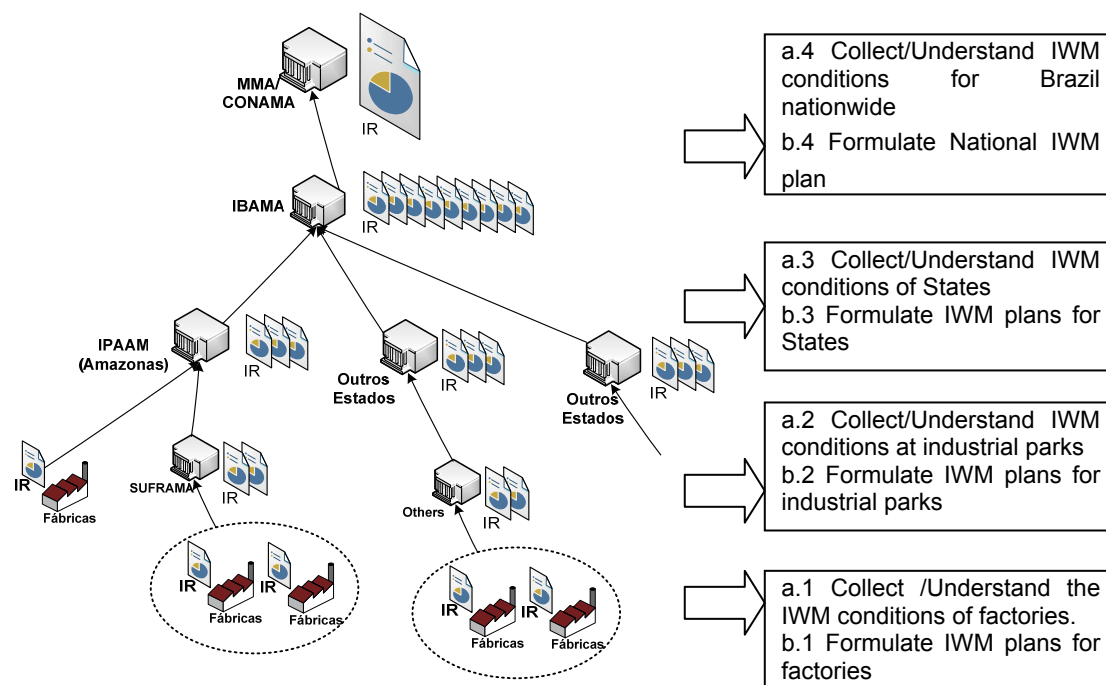 MMA/
CONAMA
IR
IBAMA
IR
IPAAM
(Amazonas)
IR
Outros
Estados
IR
Outros
Estados
IR
IR
Fábricas
SUFRAMA
IR
Others
IR
IR
IR
Fábricas
Fábricas
IR
IR
Fábricas
Fábricas
a.4 Collect/Understand IWM
conditions for Brazil
nationwide
b.4 Formulate National IWM
plan
a.3 Collect/Understand IWM
conditions of States
b.3 Formulate IWM plans for
States
a.2 Collect/Understand IWM
conditions at industrial parks
b.2 Formulate IWM plans for
industrial parks
a.1 Collect /Understand the
IWM conditions of factories.
b.1 Formulate IWM plans for
factories